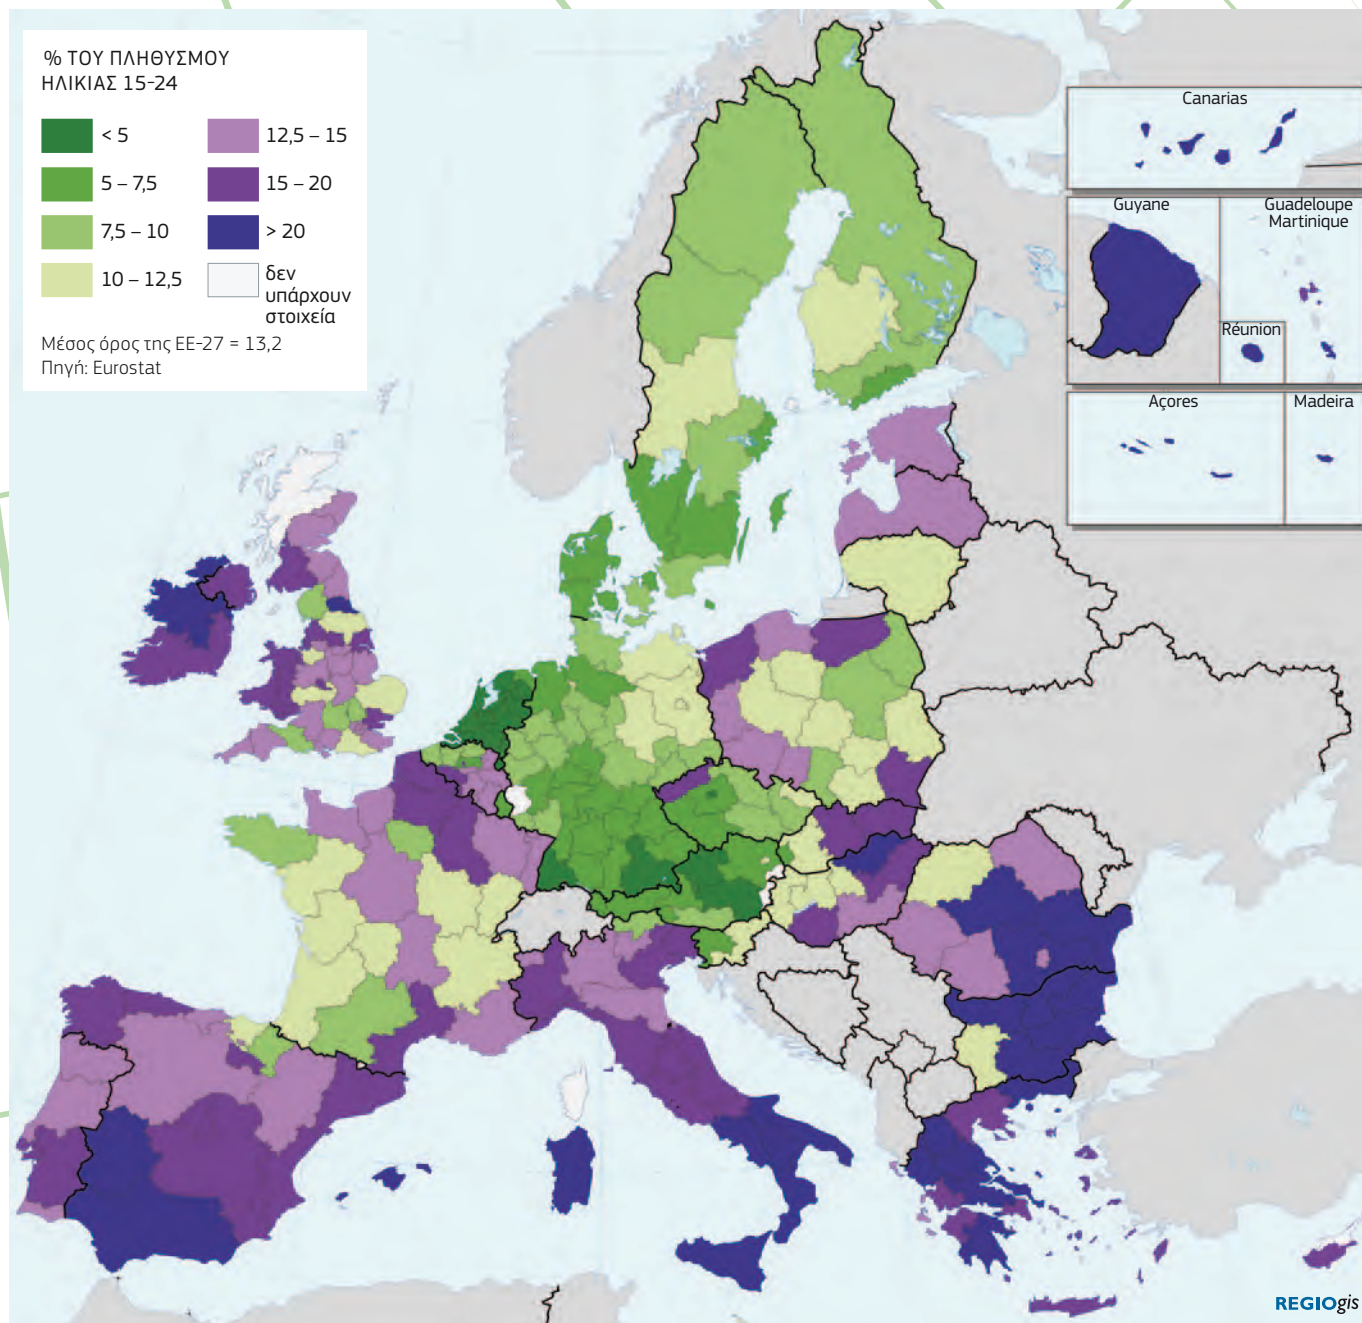 % ΤΟΥ ΠΛΗΘΥΣΜΟΥ
ΗΛΙΚΙΑΣ 15-24
< 5
5 – 7,5
7,5 – 10
10 – 12,5
12,5 – 15
15 – 20
> 20
δεν
υπάρχουν
στοιχεία
Μέσος όρος της ΕΕ-27 = 13,2
Πηγή: Eurostat
Canarias
Guyane
Guadeloupe
Martinique
Réunion
Açores
Madeira
REGIOgis